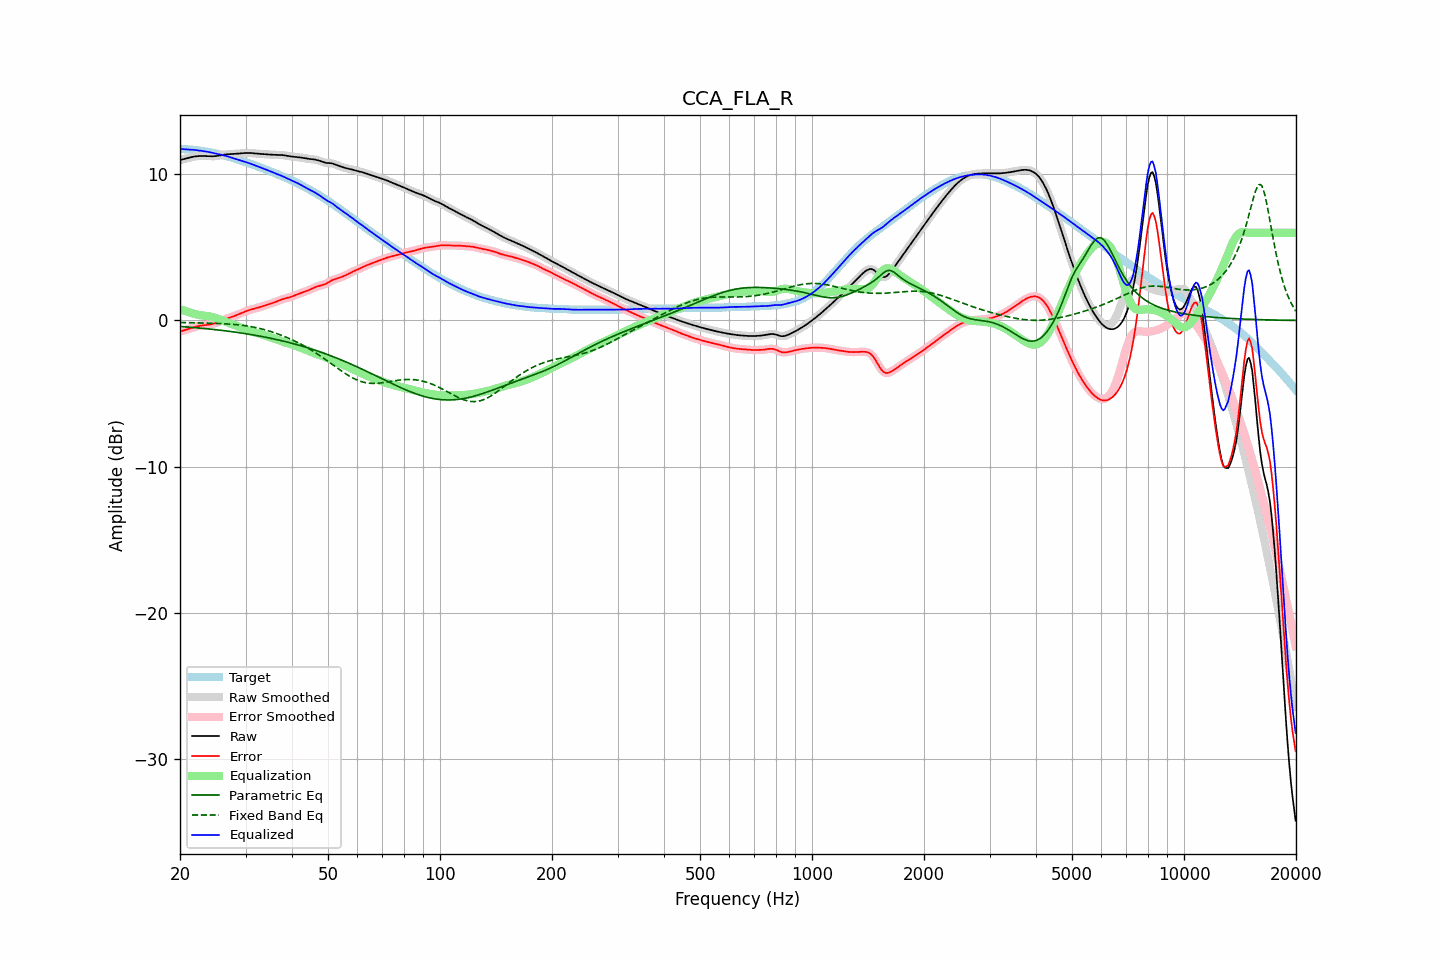 CCA_FLA_R
Amplitude (dBr)
10
0
−10
−20
−30
Target
Raw Smoothed
Error Smoothed
Raw
Error
Equalization
Parametric Eq
Fixed Band Eq
Equalized
20 50 100 200 500 1000 2000 5000 10000 20000
Frequency (Hz)